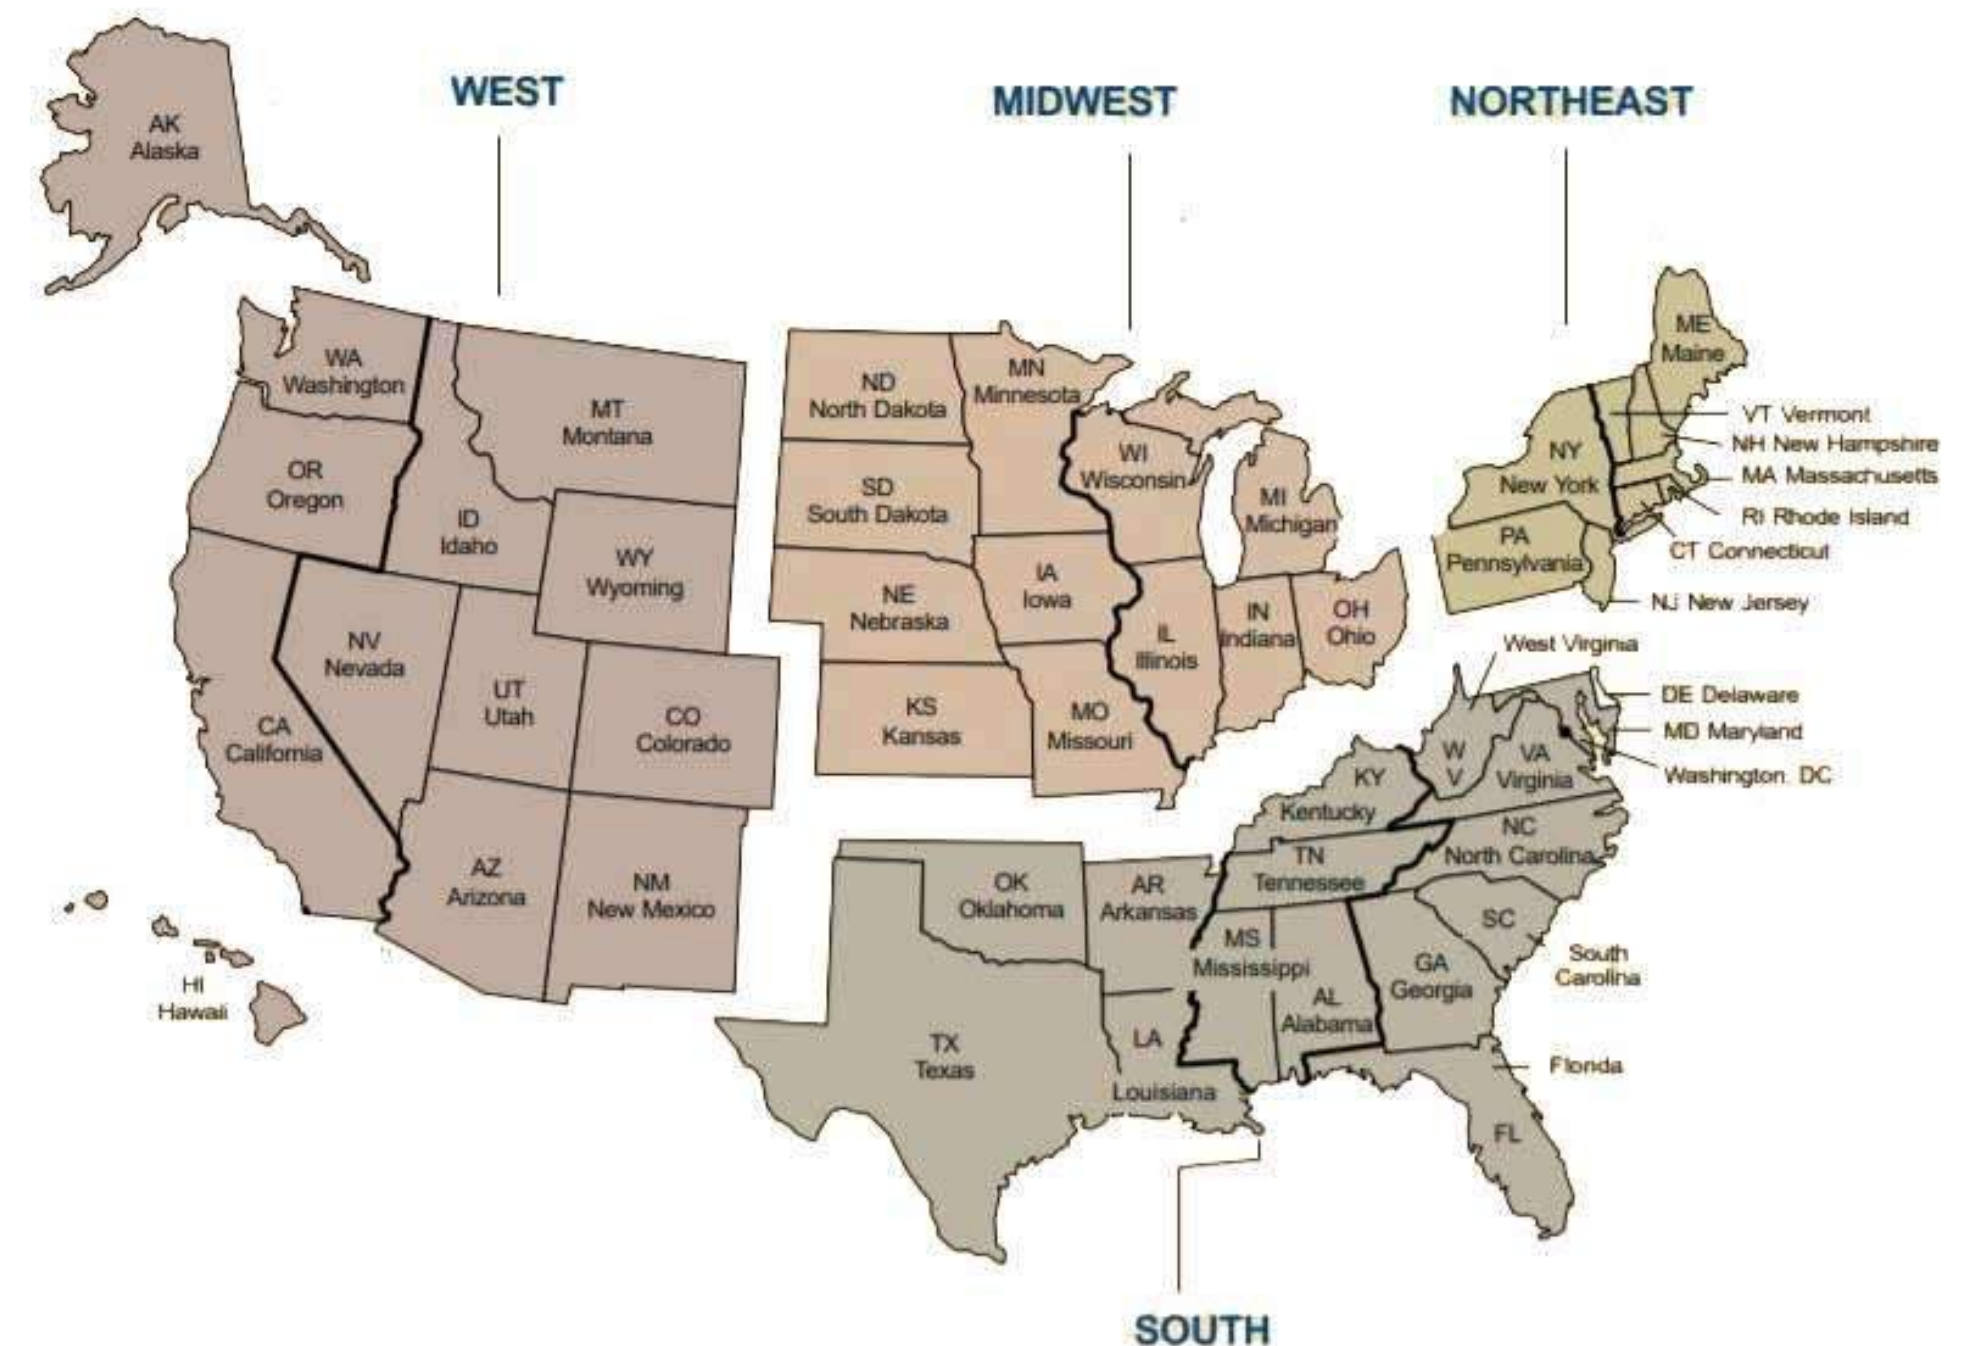 WEST
MIDWEST
NORTHEAST
AK
Alaska
WA
Washington
MT
Montana
OR
Oregon
ID
Idaho
WY
Wyoming
NV
Nevada
UT
Utah
CO
Colorado
CA
California
AZ
Arizona
NM
New Mexico
HI
Hawaii
ND
North Dakota
MN
Minnesota
SD
South Dakota
WI
Wisconsin
MI
Michigan
NE
Nebraska
IA
Iowa
IL
Illinois
IN
Indiana
OH
Ohio
KS
Kansas
MO
Missouri
ME
Maine
VT Vermont
NH New Hampshire
MA Massachusetts
RI Rhode Island
CT Connecticut
NJ New Jersey
NY
New York
PA
Pennsylvania
West Virginia
DE Delaware
MD Maryland
Washington DC
W
V
VA
Virginia
KY
Kentucky
NC
North Carolina
TN
Tennessee
OK
Oklahoma
AR
Arkansas
SC
South
Carolina
MS
Mississippi
GA
Georgia
AL
Alabama
LA
Louisiana
TX
Texas
Florida
FL
SOUTH